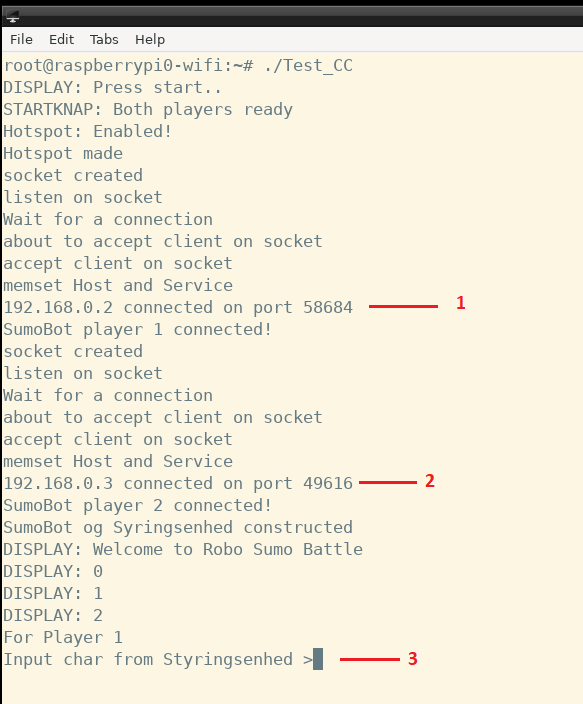 File Edit Tabs Help
root@raspberrypi0-wifi:~# ./Test_CC
DISPLAY: Press start..
STARTKNAP: Both players ready
Hotspot: Enabled!
Hotspot made
socket created
listen on socket
Wait for a connection
about to accept client on socket
accept client on socket
memset Host and Service
192.168.0.2 connected on port 58684 1
SumoBot player 1 connected!
socket created
listen on socket
Wait for a connection
about to accept client on socket
accept client on socket
memset Host and Service
192.168.0.3 connected on port 49616 2
SumoBot player 2 connected!
SumoBot og Syringsenhed constructed
DISPLAY: Welcome to Robo Sumo Battle
DISPLAY: 0
DISPLAY: 1
DISPLAY: 2
For Player 1
Input char from Styringsenhed > 3